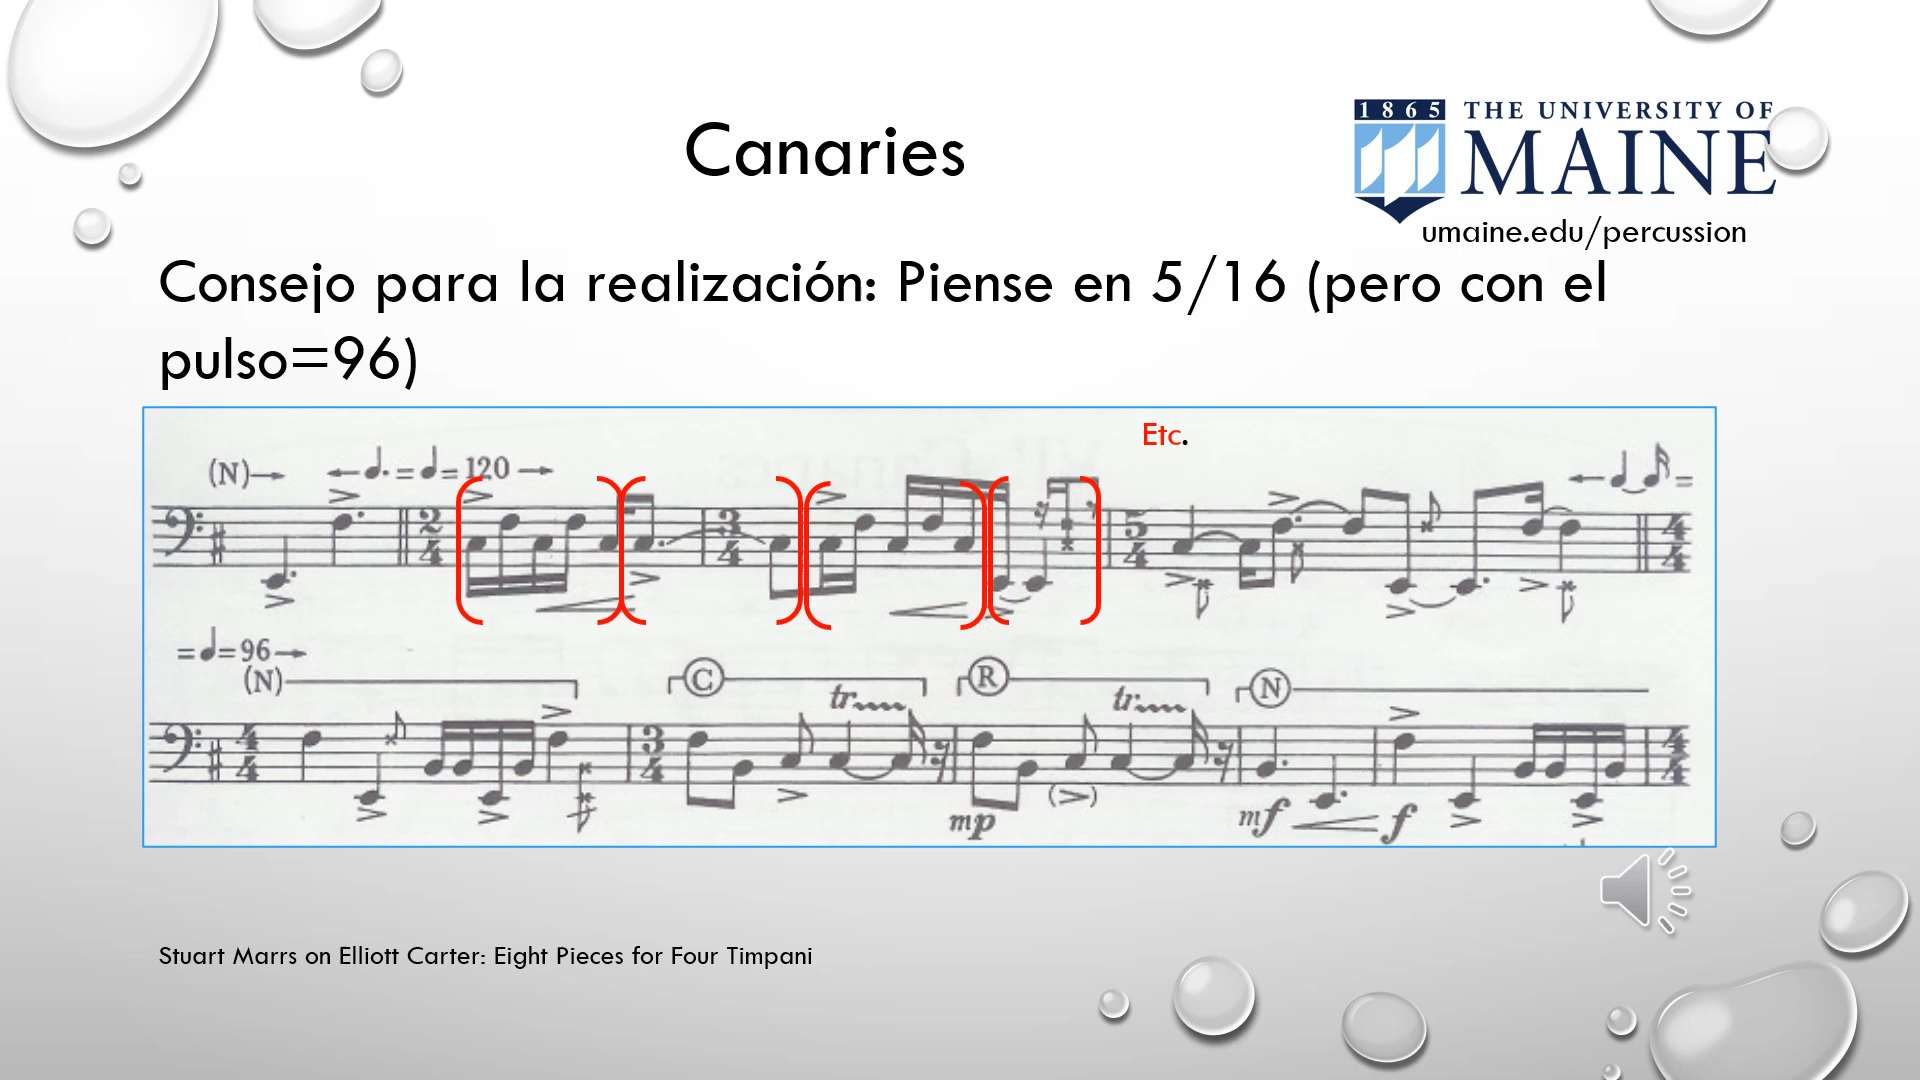 Canaries
1865 THE UNIVERSITY OF
MAINE
umaine.edu/percussion
Consejo para la realización: Piense en 5/16 (pero con el
pulso=96)
Etc.
(N)→ ←♩.=♩=120→
=♩=96→
(N) C R N
tr tr
mp (>) mf f
Stuart Marrs on Elliott Carter: Eight Pieces for Four Timpani